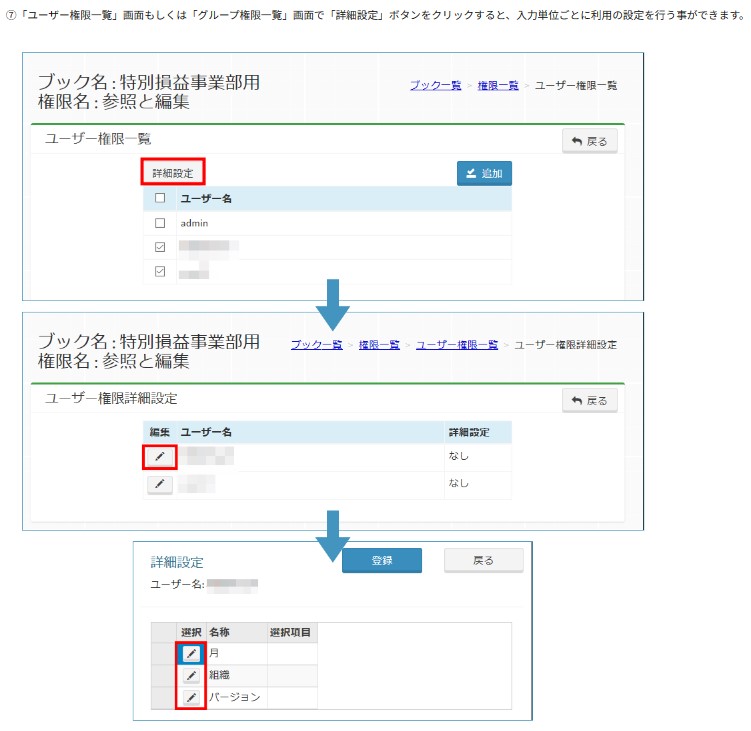 ⑦「ユーザー権限一覧」画面もしくは「グループ権限一覧」画面で「詳細設定」ボタンをクリックすると、入力単位ごとに利用の設定を行う事ができます。
ブック名:特別損益事業部用
権限名:参照と編集
ブック一覧 > 権限一覧 > ユーザー権限一覧
ユーザー権限一覧
戻る
詳細設定
追加
ユーザー名
admin
ブック名:特別損益事業部用
権限名:参照と編集
ブック一覧 > 権限一覧 > ユーザー権限一覧 > ユーザー権限詳細設定
ユーザー権限詳細設定
戻る
編集 ユーザー名 詳細設定
なし
なし
詳細設定
登録
戻る
ユーザー名:
選択 名称 選択項目
月
組織
バージョン